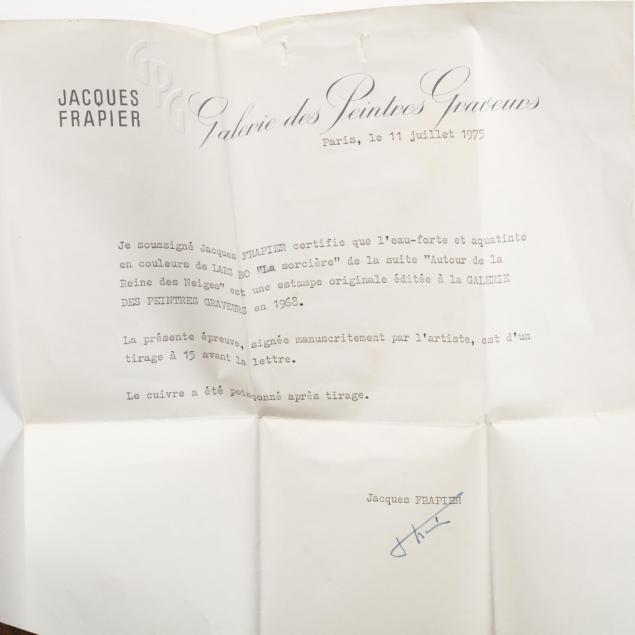 GPG
JACQUES
FRAPIER
Galerie des Peintres Graveurs
Paris, le 11 juillet 1975
Je soussigné Jacques FRAPIER certifie que l'eau-forte et aquatinte
en couleurs de LARS BO "La sorcière" de la suite "Autour de la
Reine des Neiges" est une estampe originale éditée à la GALERIE
DES PEINTRES GRAVEURS en 1968.
La présente épreuve, signée manuscritement par l'artiste, est d'un
tirage à 15 avant la lettre.
Le cuivre a été poinçonné après tirage.
Jacques FRAPIER